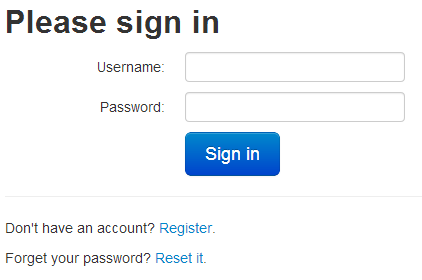 Please sign in
Username:
Password:
Sign in
Don't have an account? Register.
Forget your password? Reset it.